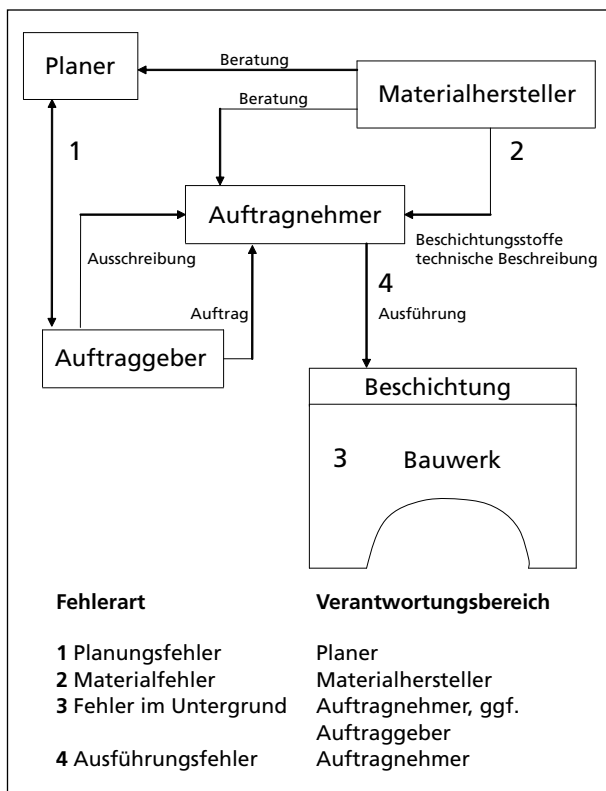 Planer
Beratung
Materialhersteller
Beratung
1
2
Auftragnehmer
Beschichtungsstoffe
technische Beschreibung
Ausschreibung
4
Auftrag
Ausführung
Auftraggeber
Beschichtung
3
Bauwerk
Fehlerart Verantwortungsbereich
1 Planungsfehler Planer
2 Materialfehler Materialhersteller
3 Fehler im Untergrund Auftragnehmer, ggf.
Auftraggeber
4 Ausführungsfehler Auftragnehmer